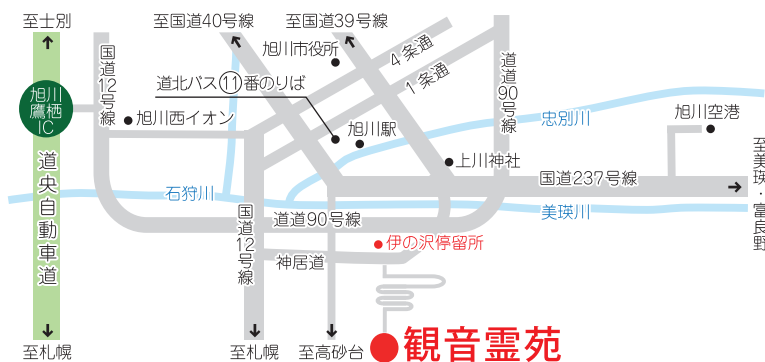 至士別
至国道40号線
至国道39号線
旭川市役所
4条通
1条通
国道12号線
道道90号線
旭川鷹栖IC
道北バス⑪番のりば
旭川西イオン
旭川駅
忠別川
旭川空港
上川神社
道央自動車道
石狩川
国道237号線
至美瑛・富良野
美瑛川
国道12号線
道道90号線
伊の沢停留所
神居道
至札幌
至札幌
至高砂台
観音霊苑